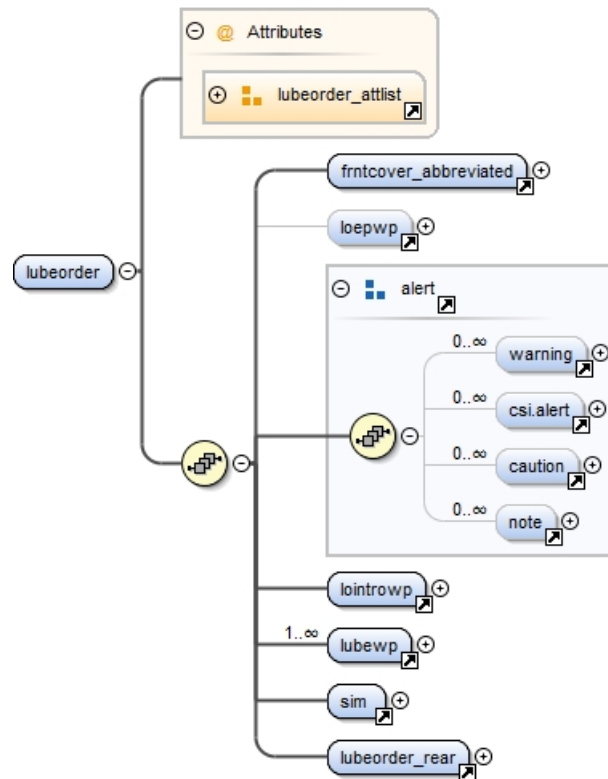 @ Attributes
lubeorder_attlist
frntcover_abbreviated
loepwp
lubeorder
alert
0..∞
warning
0..∞
csi.alert
0..∞
caution
0..∞
note
lointrowp
1..∞
lubewp
sim
lubeorder_rear